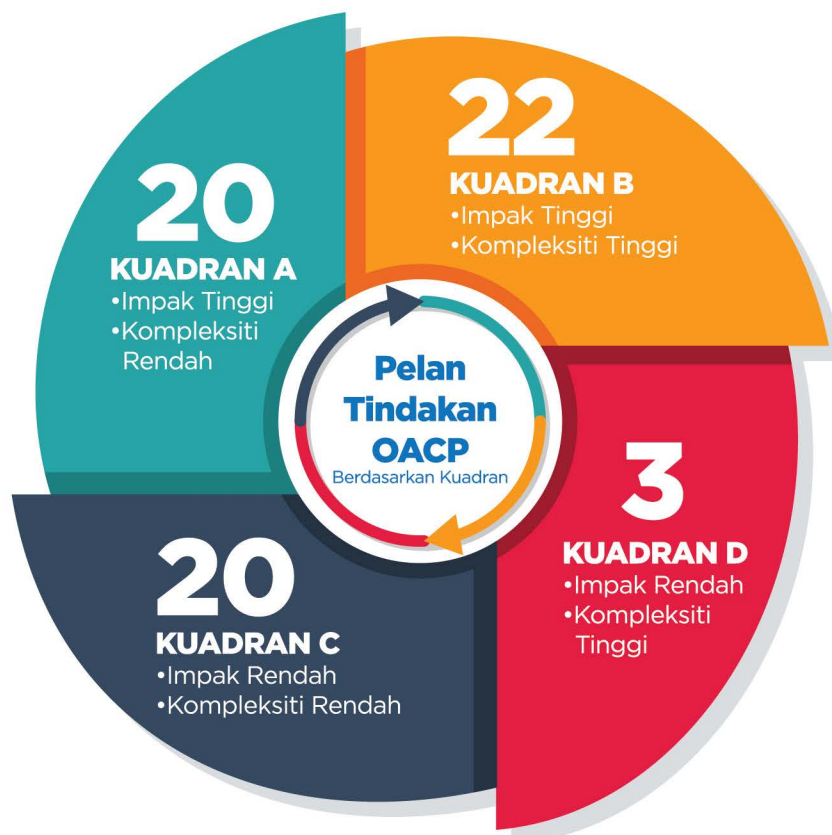 20
KUADRAN A
•Impak Tinggi
•Kompleksiti
Rendah
22
KUADRAN B
•Impak Tinggi
•Kompleksiti Tinggi
Pelan
Tindakan
OACP
Berdasarkan Kuadran
20
KUADRAN C
•Impak Rendah
•Kompleksiti Rendah
3
KUADRAN D
•Impak Rendah
•Kompleksiti
Tinggi